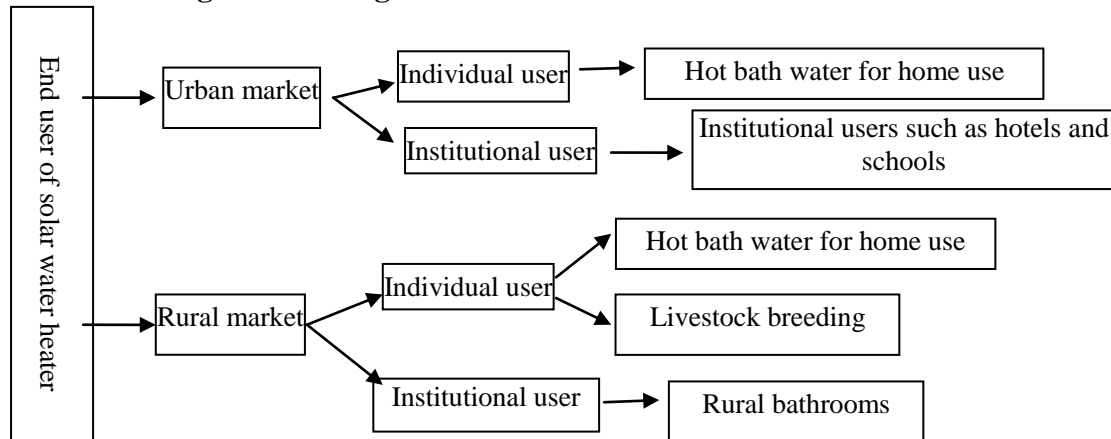 End user of solar water heater
Urban market
Individual user
Hot bath water for home use
Institutional user
Institutional users such as hotels and
schools
Rural market
Individual user
Hot bath water for home use
Livestock breeding
Institutional user
Rural bathrooms